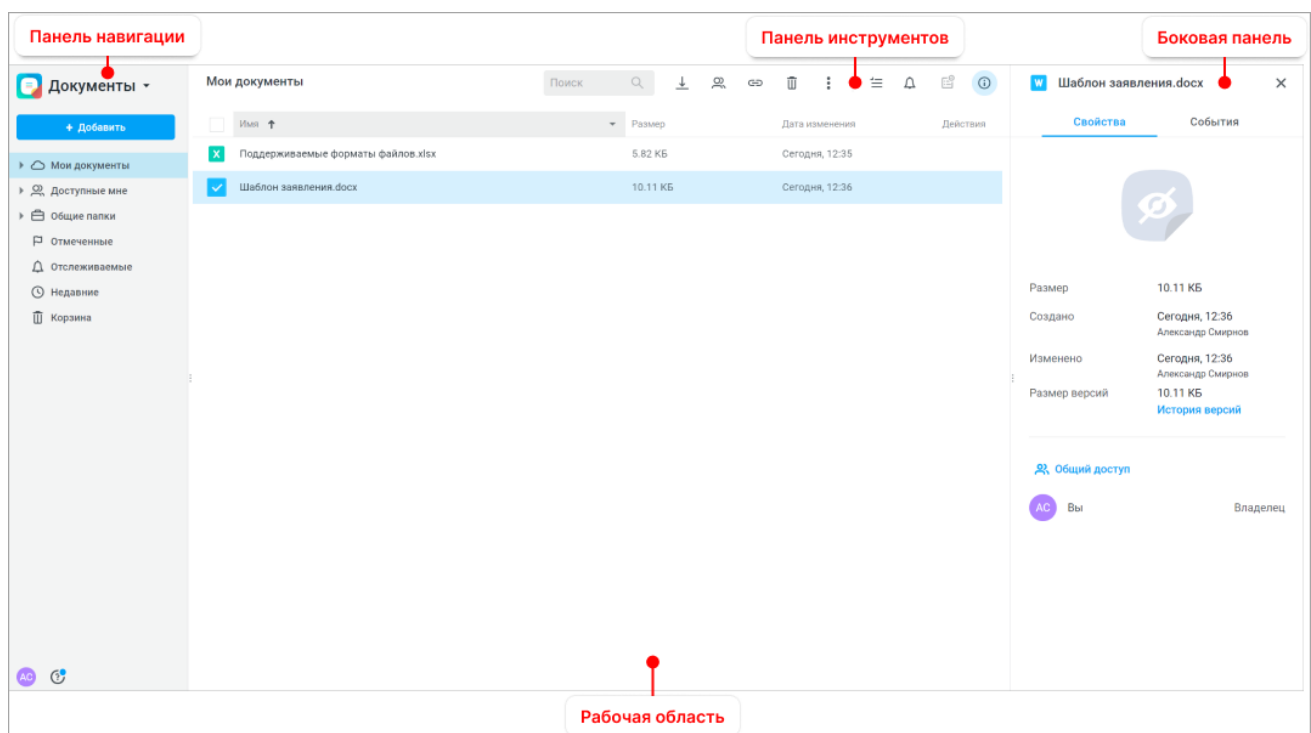 Панель навигации
Панель инструментов
Боковая панель
Документы
Мои документы
Поиск
Шаблон заявления.docx
+ Добавить
Имя
Размер
Дата изменения
Действия
Свойства
События
Мои документы
Доступные мне
Общие папки
Отмеченные
Отслеживаемые
Недавние
Корзина
X Поддерживаемые форматы файлов.xlsx 5.82 КБ Сегодня, 12:35
Шаблон заявления.docx 10.11 КБ Сегодня, 12:36
W
Размер 10.11 КБ
Создано Сегодня, 12:36
Александр Смирнов
Изменено Сегодня, 12:36
Александр Смирнов
Размер версий 10.11 КБ
История версий
Общий доступ
АС Вы Владелец
АС
Рабочая область